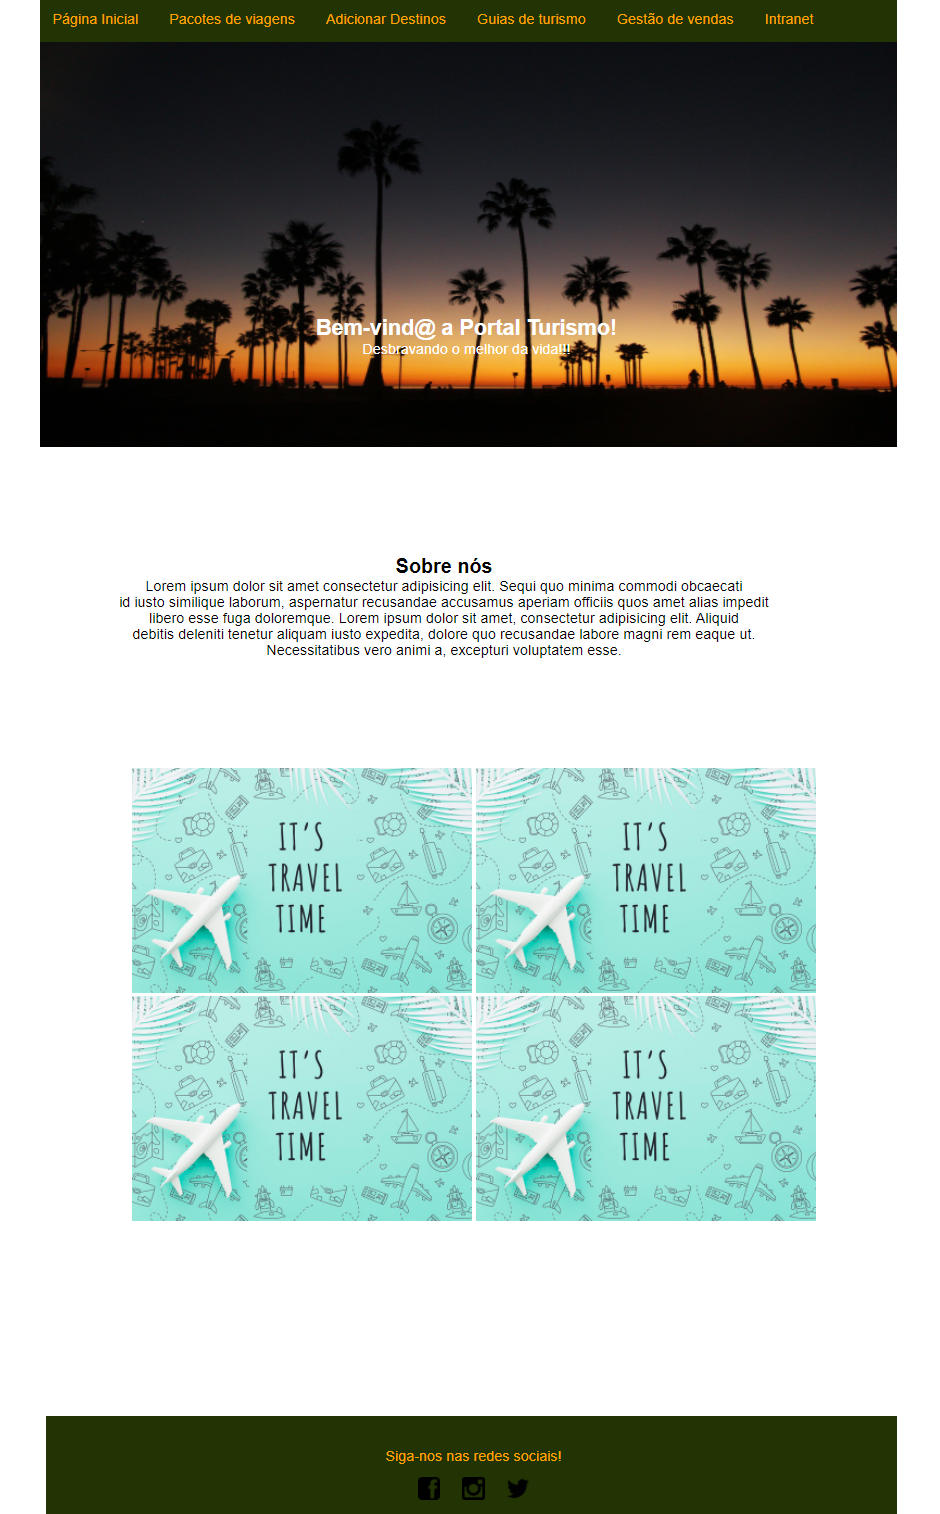 Página Inicial Pacotes de viagens Adicionar Destinos Guias de turismo Gestão de vendas Intranet
Bem-vind@ a Portal Turismo!
Desbravando o melhor da vida!!!
Sobre nós
Lorem ipsum dolor sit amet consectetur adipisicing elit. Sequi quo minima commodi obcaecati
id iusto similique laborum, aspernatur recusandae accusamus aperiam officiis quos amet alias impedit
libero esse fuga doloremque. Lorem ipsum dolor sit amet, consectetur adipisicing elit. Aliquid
debitis deleniti tenetur aliquam iusto expedita, dolore quo recusandae labore magni rem eaque ut.
Necessitatibus vero animi a, excepturi voluptatem esse.
IT'S
TRAVEL
TIME
IT'S
TRAVEL
TIME
IT'S
TRAVEL
TIME
IT'S
TRAVEL
TIME
Siga-nos nas redes sociais!